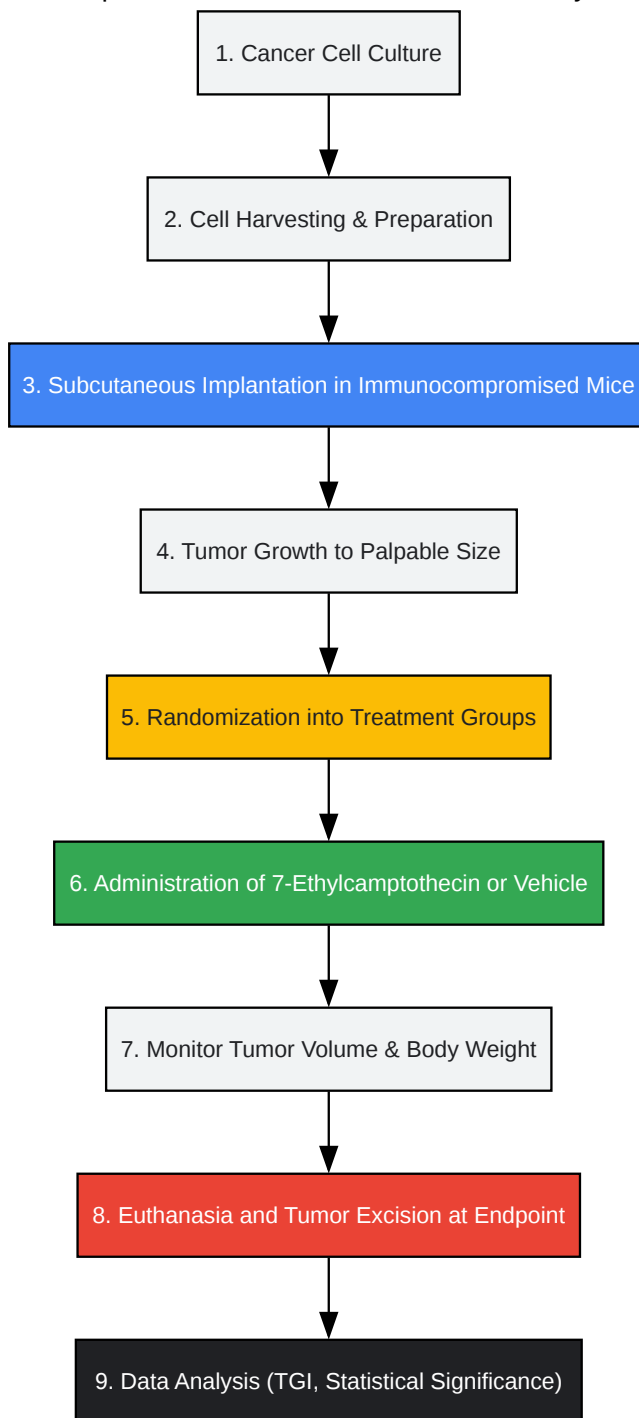 1. Cancer Cell Culture
2. Cell Harvesting & Preparation
3. Subcutaneous Implantation in Immunocompromised Mice
4. Tumor Growth to Palpable Size
5. Randomization into Treatment Groups
6. Administration of 7-Ethylcamptothecin or Vehicle
7. Monitor Tumor Volume & Body Weight
8. Euthanasia and Tumor Excision at Endpoint
9. Data Analysis (TGI, Statistical Significance)